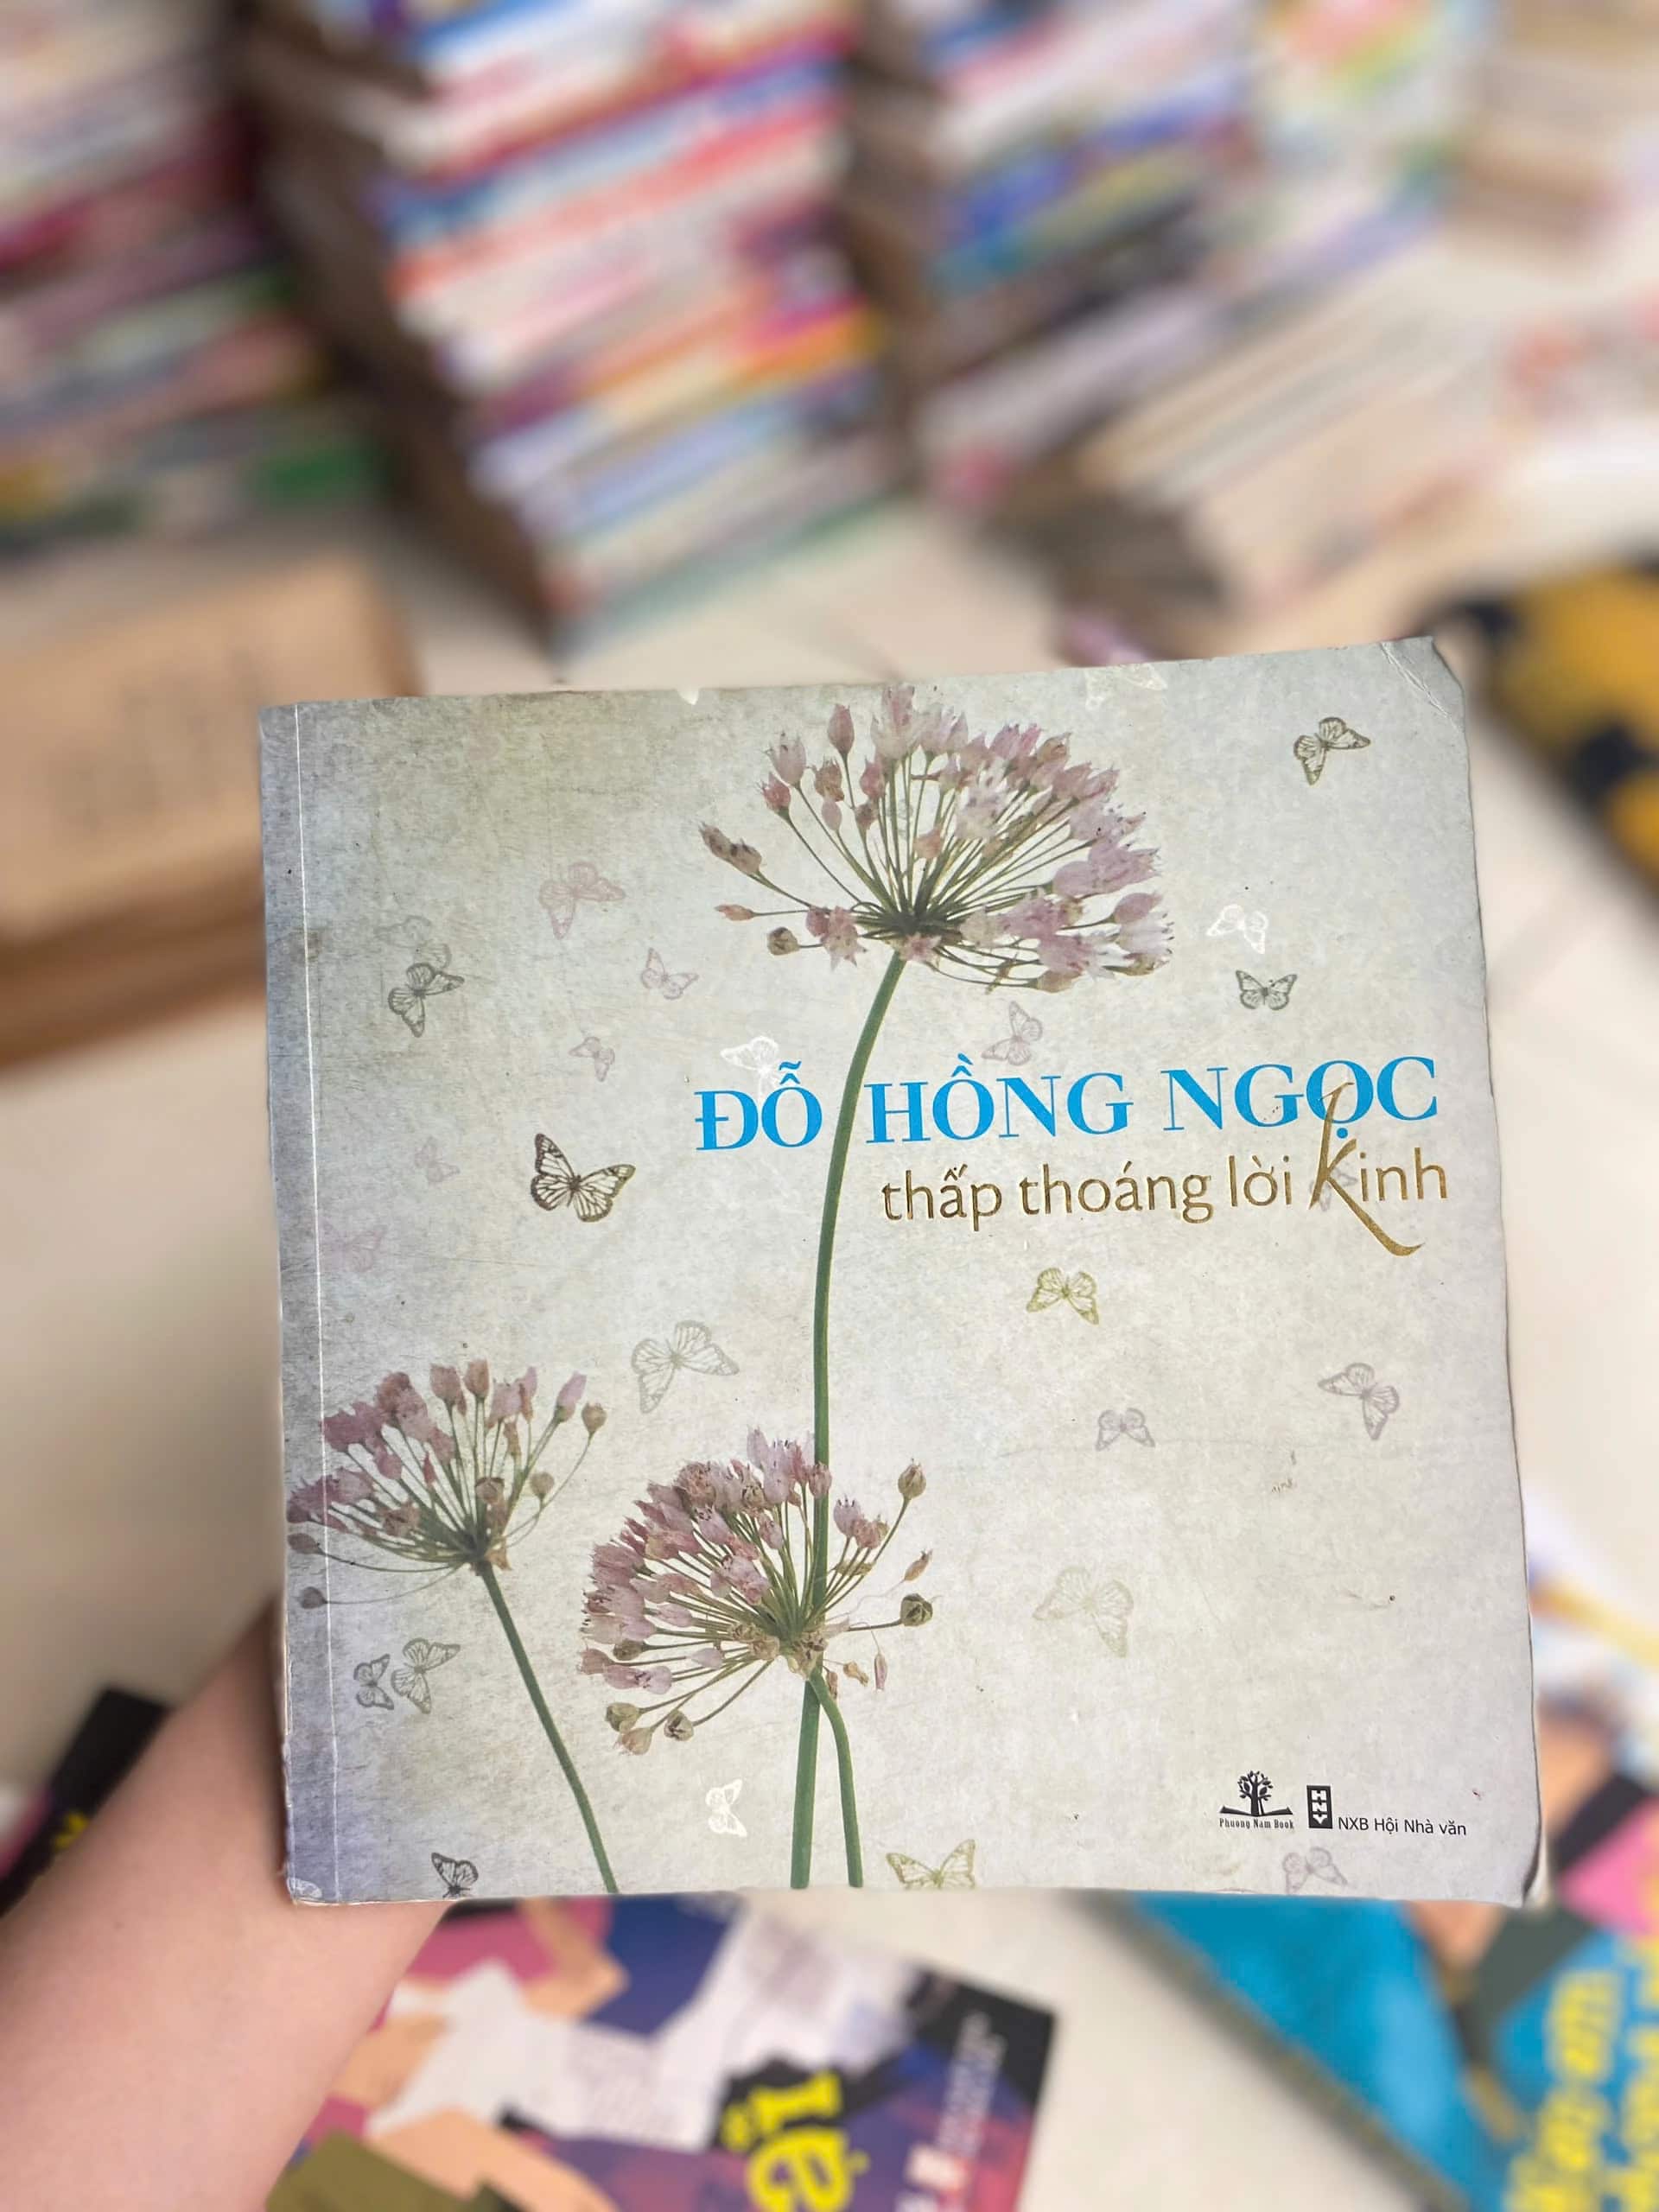 ĐỖ HỒNG NGỌC
thấp thoáng lời Kinh
Phuong Nam Book
NXB Hội Nhà văn